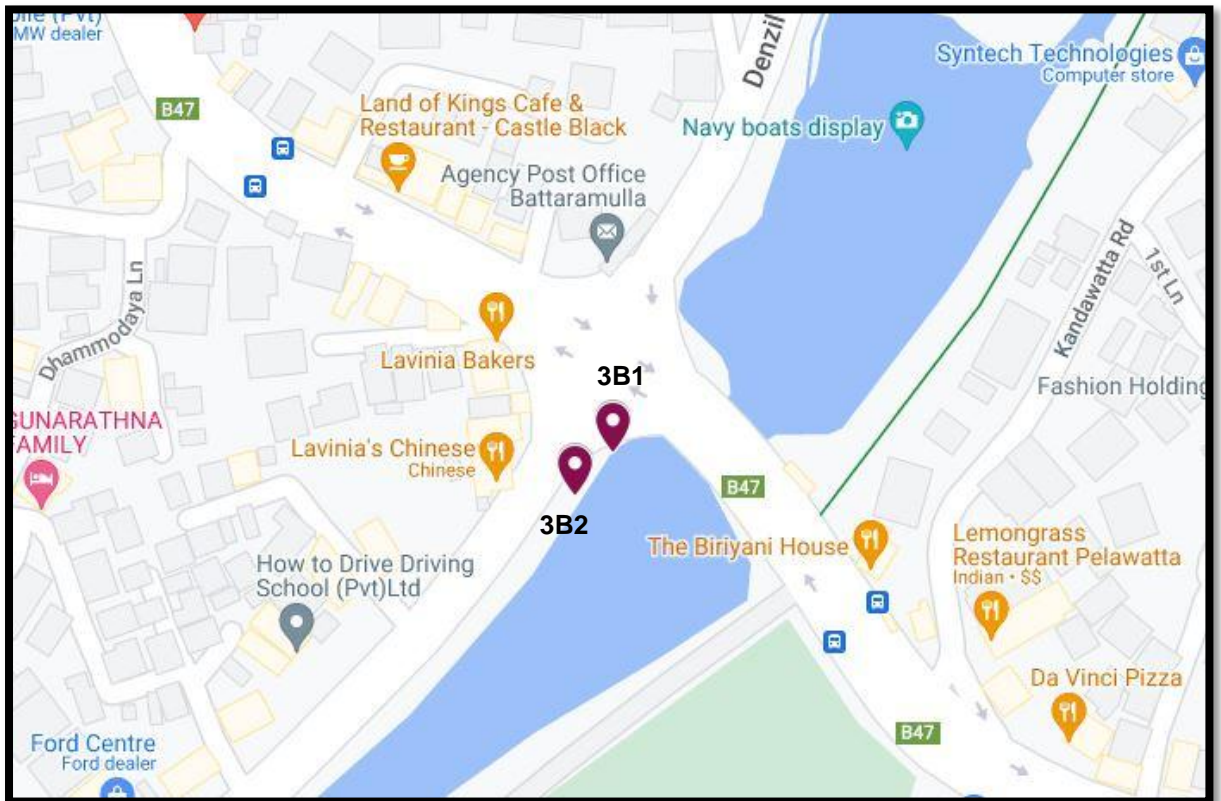 MW dealer
B47
Land of Kings Cafe &
Restaurant - Castle Black
Agency Post Office
Battaramulla
Denzil
Navy boats display
Syntech Technologies
Computer store
Kandawatta Rd
1st Ln
Dhammodaya Ln
Lavinia Bakers
3B1
Fashion Holding
GUNARATHNA
FAMILY
Lavinia's Chinese
Chinese
3B2
B47
The Biriyani House
Lemongrass
Restaurant Pelawatta
Indian • $$
How to Drive Driving
School (Pvt)Ltd
Da Vinci Pizza
B47
Ford Centre
Ford dealer